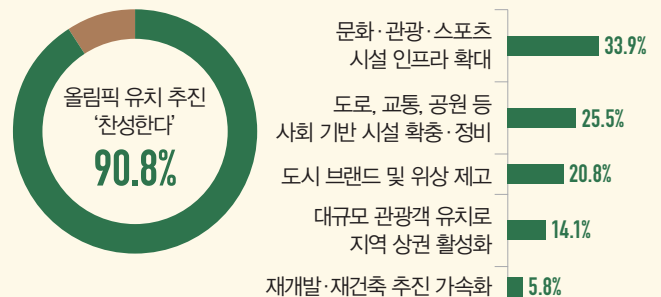 올림픽 유치 추진
‘찬성한다’
90.8%
문화·관광·스포츠
시설 인프라 확대
33.9%
도로, 교통, 공원 등
사회 기반 시설 확충·정비
25.5%
도시 브랜드 및 위상 제고
20.8%
대규모 관광객 유치로
지역 상권 활성화
14.1%
재개발·재건축 추진 가속화
5.8%